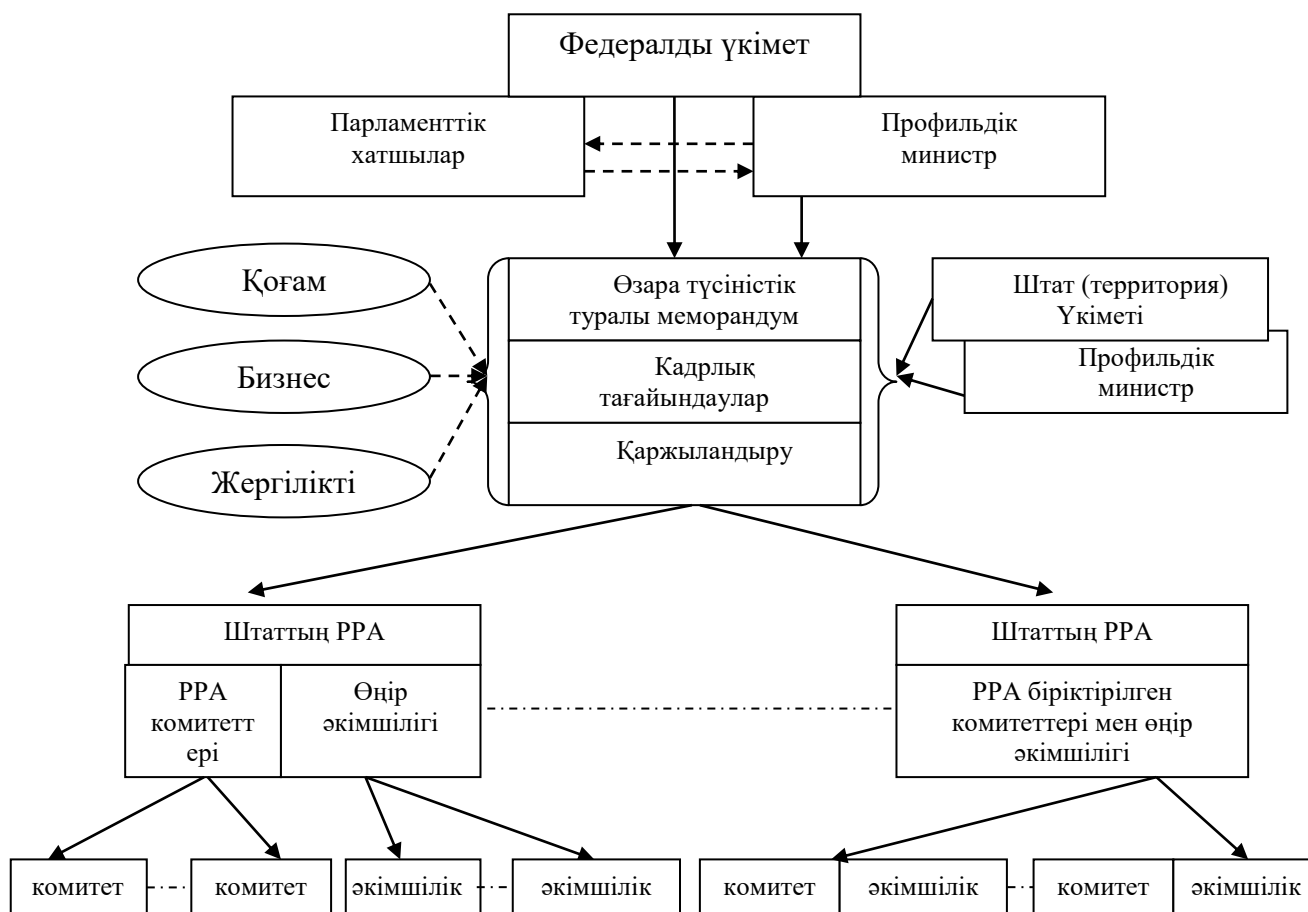 Федералды үкімет
Парламенттік
хатшылар
Профильдік
министр
Қоғам
Бизнес
Жергілікті
Өзара түсіністік
туралы меморандум
Кадрлық
тағайындаулар
Қаржыландыру
Штат (территория)
Үкіметі
Профильдік
министр
Штаттың РРА
РРА
комитетт
ері
Өңір
әкімшілігі
Штаттың РРА
РРА біріктірілген
комитеттері мен өңір
әкімшілігі
комитет
комитет
әкімшілік
әкімшілік
комитет
әкімшілік
комитет
әкімшілік